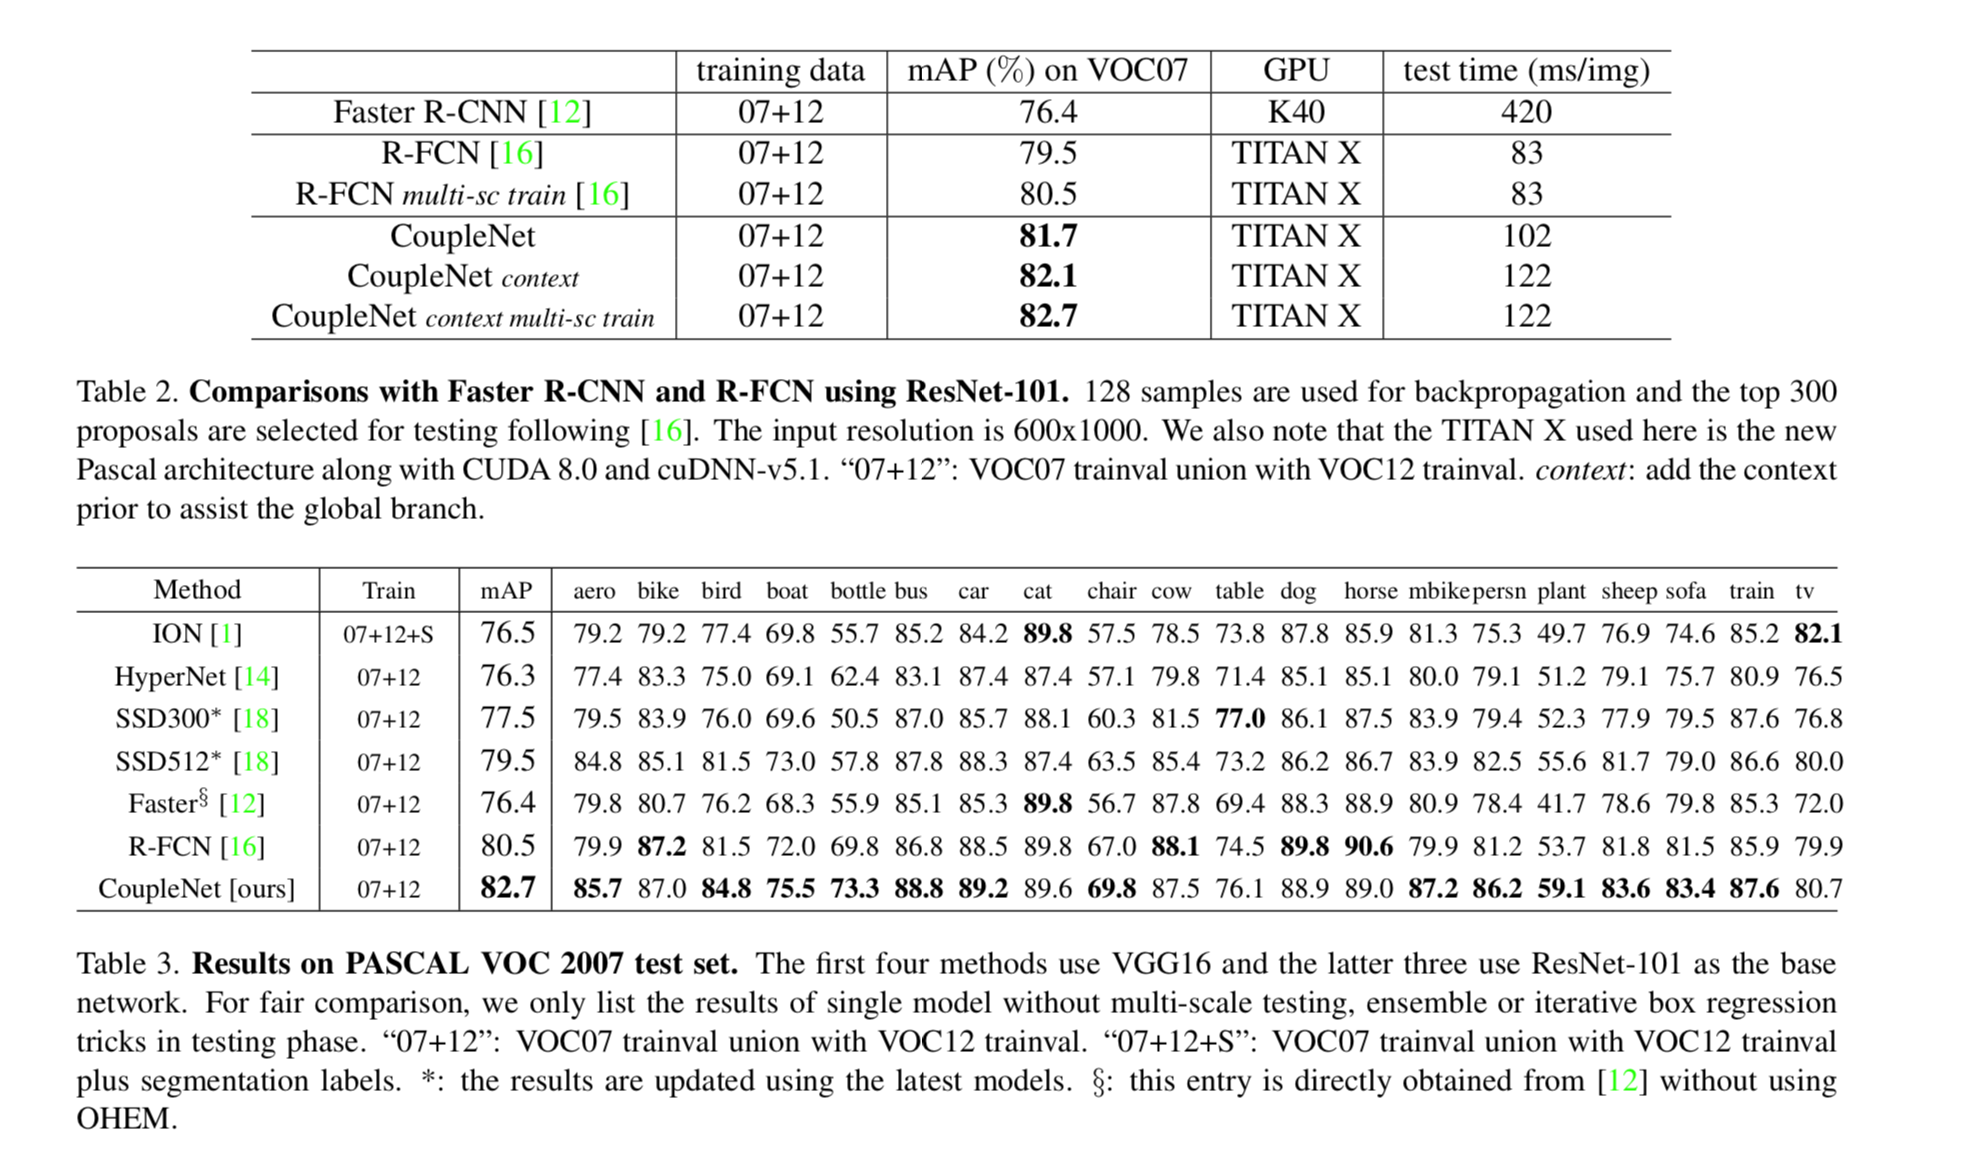 training data mAP (%) on VOC07 GPU test time (ms/img)
Faster R-CNN [12] 07+12 76.4 K40 420
R-FCN [16] 07+12 79.5 TITAN X 83
R-FCN multi-sc train [16] 07+12 80.5 TITAN X 83
CoupleNet 07+12 81.7 TITAN X 102
CoupleNet context 07+12 82.1 TITAN X 122
CoupleNet context multi-sc train 07+12 82.7 TITAN X 122
Table 2. Comparisons with Faster R-CNN and R-FCN using ResNet-101. 128 samples are used for backpropagation and the top 300
proposals are selected for testing following [16]. The input resolution is 600x1000. We also note that the TITAN X used here is the new
Pascal architecture along with CUDA 8.0 and cuDNN-v5.1. “07+12”: VOC07 trainval union with VOC12 trainval. context: add the context
prior to assist the global branch.
Method Train mAP aero bike bird boat bottle bus car cat chair cow table dog horse mbike persn plant sheep sofa train tv
ION [1] 07+12+S 76.5 79.2 79.2 77.4 69.8 55.7 85.2 84.2 89.8 57.5 78.5 73.8 87.8 85.9 81.3 75.3 49.7 76.9 74.6 85.2 82.1
HyperNet [14] 07+12 76.3 77.4 83.3 75.0 69.1 62.4 83.1 87.4 87.4 57.1 79.8 71.4 85.1 85.1 80.0 79.1 51.2 79.1 75.7 80.9 76.5
SSD300* [18] 07+12 77.5 79.5 83.9 76.0 69.6 50.5 87.0 85.7 88.1 60.3 81.5 77.0 86.1 87.5 83.9 79.4 52.3 77.9 79.5 87.6 76.8
SSD512* [18] 07+12 79.5 84.8 85.1 81.5 73.0 57.8 87.8 88.3 87.4 63.5 85.4 73.2 86.2 86.7 83.9 82.5 55.6 81.7 79.0 86.6 80.0
Faster§ [12] 07+12 76.4 79.8 80.7 76.2 68.3 55.9 85.1 85.3 89.8 56.7 87.8 69.4 88.3 88.9 80.9 78.4 41.7 78.6 79.8 85.3 72.0
R-FCN [16] 07+12 80.5 79.9 87.2 81.5 72.0 69.8 86.8 88.5 89.8 67.0 88.1 74.5 89.8 90.6 79.9 81.2 53.7 81.8 81.5 85.9 79.9
CoupleNet [ours] 07+12 82.7 85.7 87.0 84.8 75.5 73.3 88.8 89.2 89.6 69.8 87.5 76.1 88.9 89.0 87.2 86.2 59.1 83.6 83.4 87.6 80.7
Table 3. Results on PASCAL VOC 2007 test set. The first four methods use VGG16 and the latter three use ResNet-101 as the base
network. For fair comparison, we only list the results of single model without multi-scale testing, ensemble or iterative box regression
tricks in testing phase. “07+12”: VOC07 trainval union with VOC12 trainval. “07+12+S”: VOC07 trainval union with VOC12 trainval
plus segmentation labels. *: the results are updated using the latest models. §: this entry is directly obtained from [12] without using
OHEM.